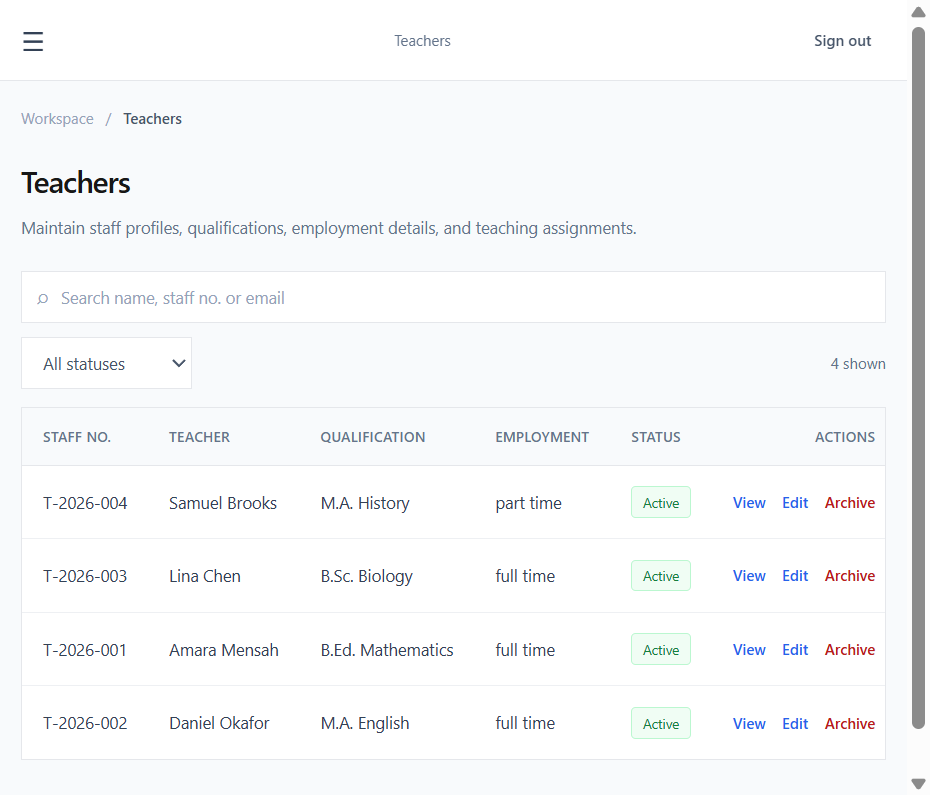 Teachers
Sign out
Workspace / Teachers
Teachers
Maintain staff profiles, qualifications, employment details, and teaching assignments.
Search name, staff no. or email
All statuses
4 shown
STAFF NO. TEACHER QUALIFICATION EMPLOYMENT STATUS ACTIONS
T-2026-004 Samuel Brooks M.A. History part time Active View Edit Archive
T-2026-003 Lina Chen B.Sc. Biology full time Active View Edit Archive
T-2026-001 Amara Mensah B.Ed. Mathematics full time Active View Edit Archive
T-2026-002 Daniel Okafor M.A. English full time Active View Edit Archive